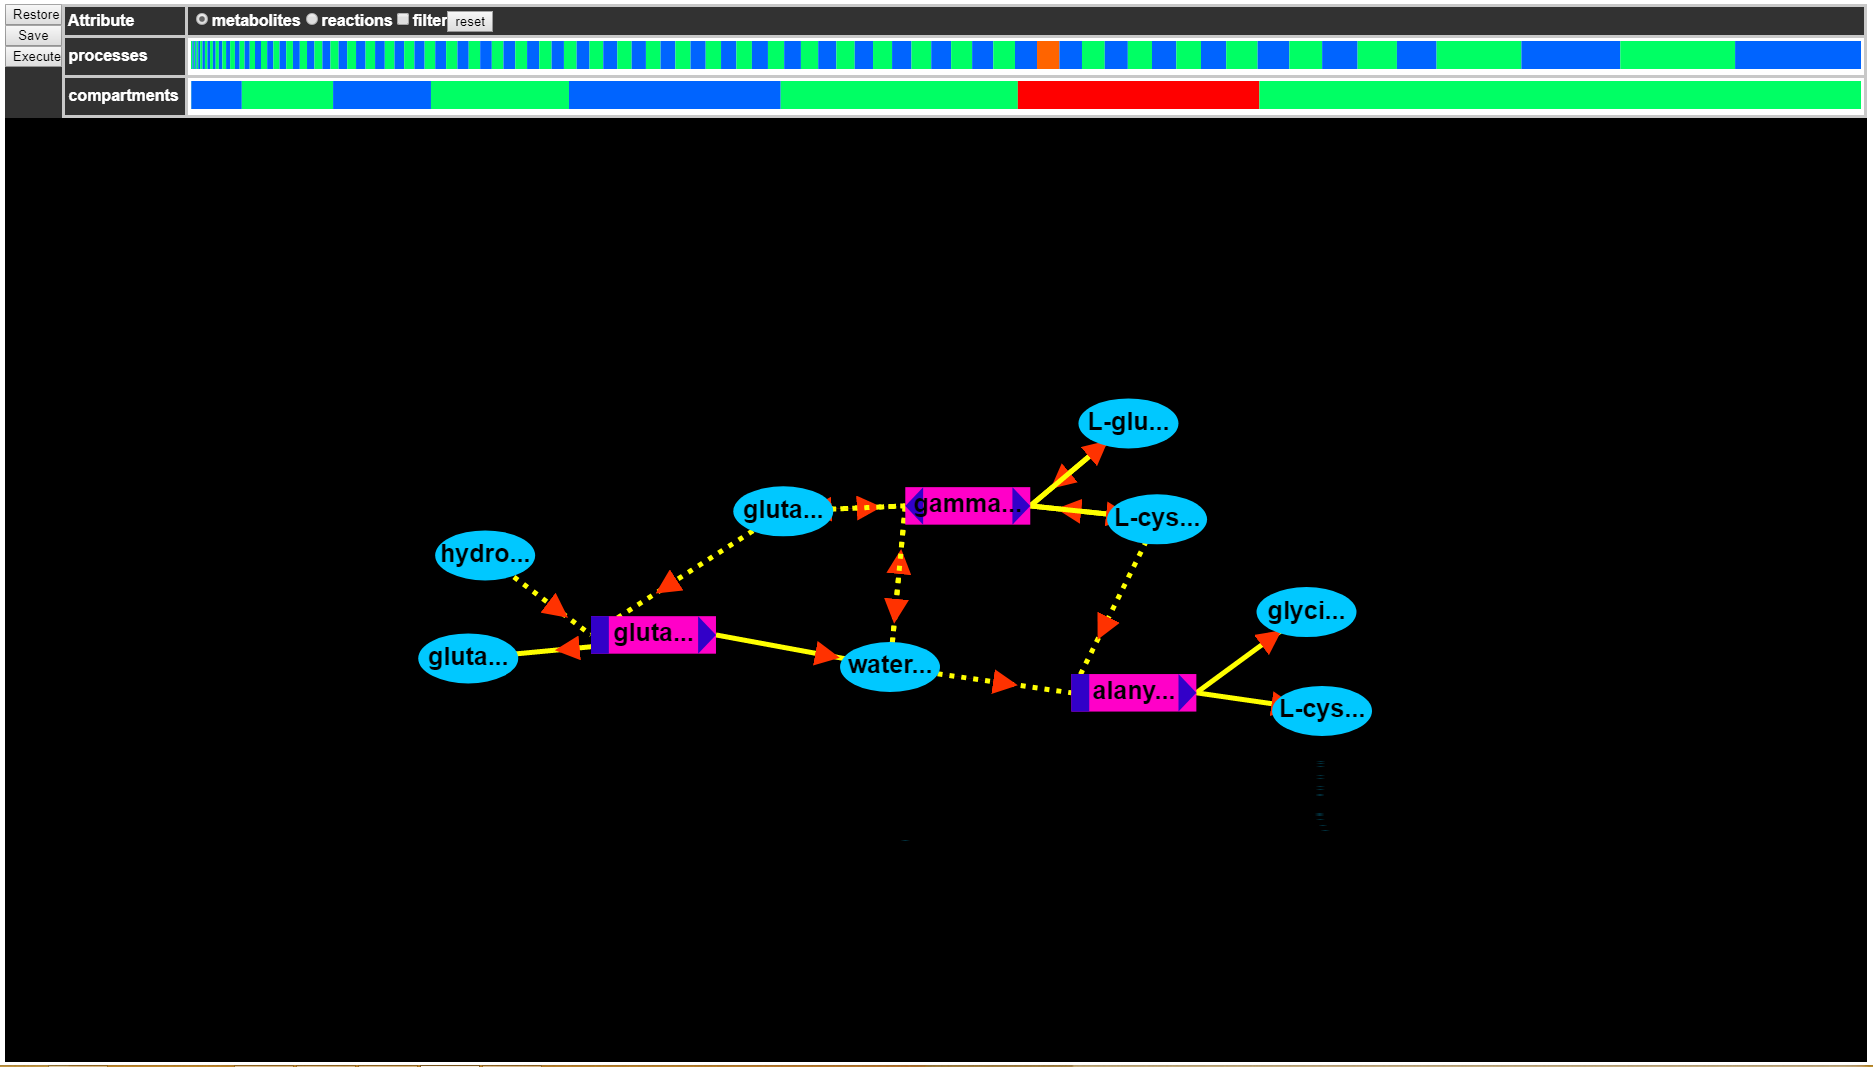 Restore
Save
Execute
Attribute
metabolites reactions filter reset
processes
compartments
L-glu...
gluta...
gamma...
L-cys...
hydro...
glyci...
gluta...
gluta...
water...
alany...
L-cys...